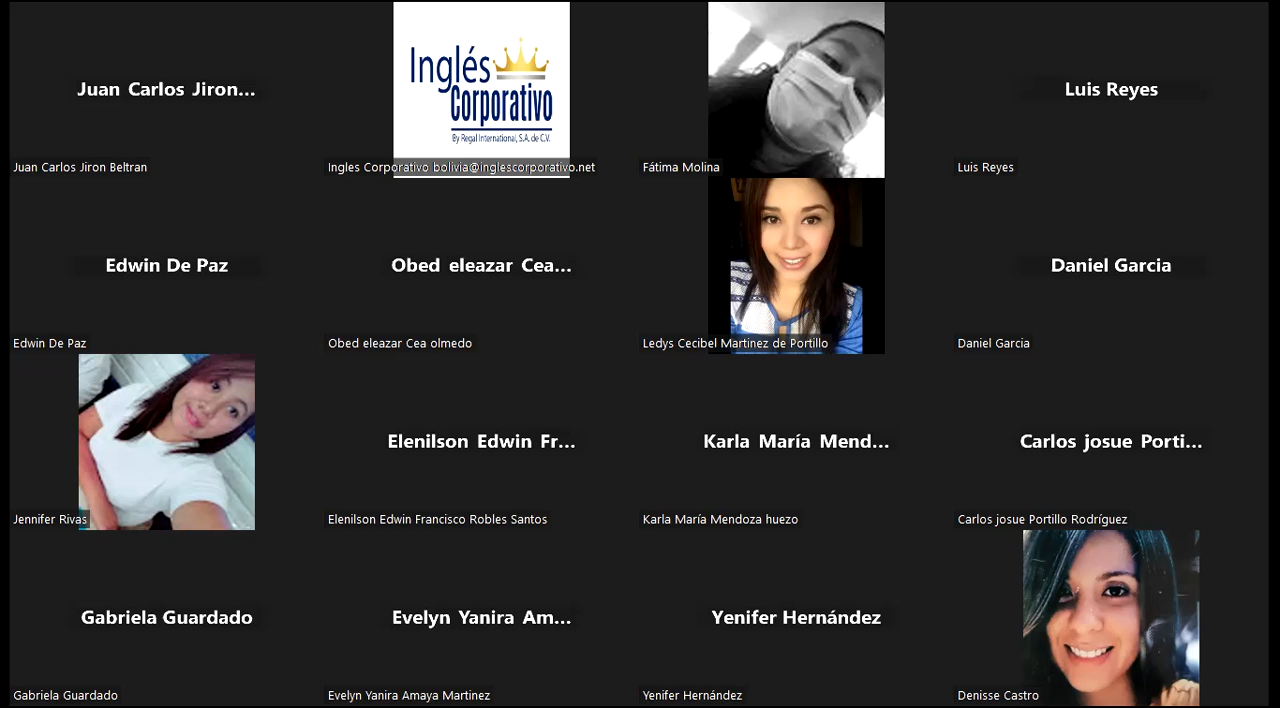 Juan Carlos Jiron...
Juan Carlos Jiron Beltran
Inglés
Corporativo
By Regal International, S.A. de C.V.
Ingles Corporativo bolivia@inglescorporativo.net
Fátima Molina
Luis Reyes
Luis Reyes
Edwin De Paz
Edwin De Paz
Obed eleazar Cea...
Obed eleazar Cea olmedo
Ledys Cecibel Martinez de Portillo
Daniel Garcia
Daniel Garcia
Jennifer Rivas
Elenilson Edwin Fr...
Elenilson Edwin Francisco Robles Santos
Karla María Mend...
Karla María Mendoza huezo
Carlos josue Porti...
Carlos josue Portillo Rodríguez
Gabriela Guardado
Gabriela Guardado
Evelyn Yanira Am...
Evelyn Yanira Amaya Martinez
Yenifer Hernández
Yenifer Hernández
Denisse Castro